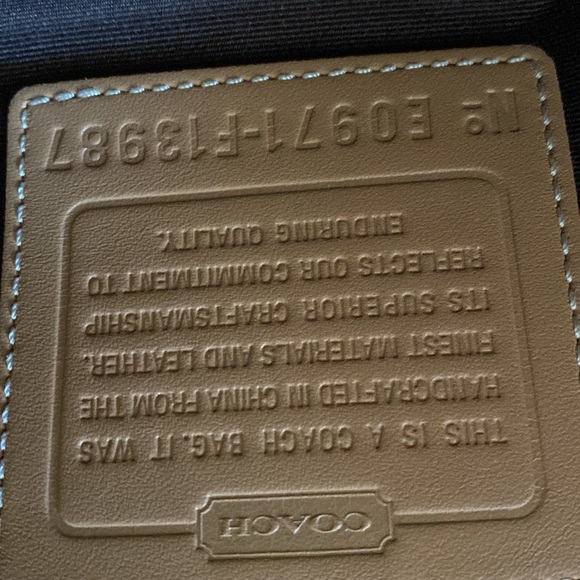 COACH
THIS IS A COACH BAG. IT WAS
HANDCRAFTED IN CHINA FROM THE
FINEST MATERIALS AND LEATHER.
ITS SUPERIOR CRAFTSMANSHIP
REFLECTS OUR COMMITMENT TO
ENDURING QUALITY.
Nº E0971-F13987